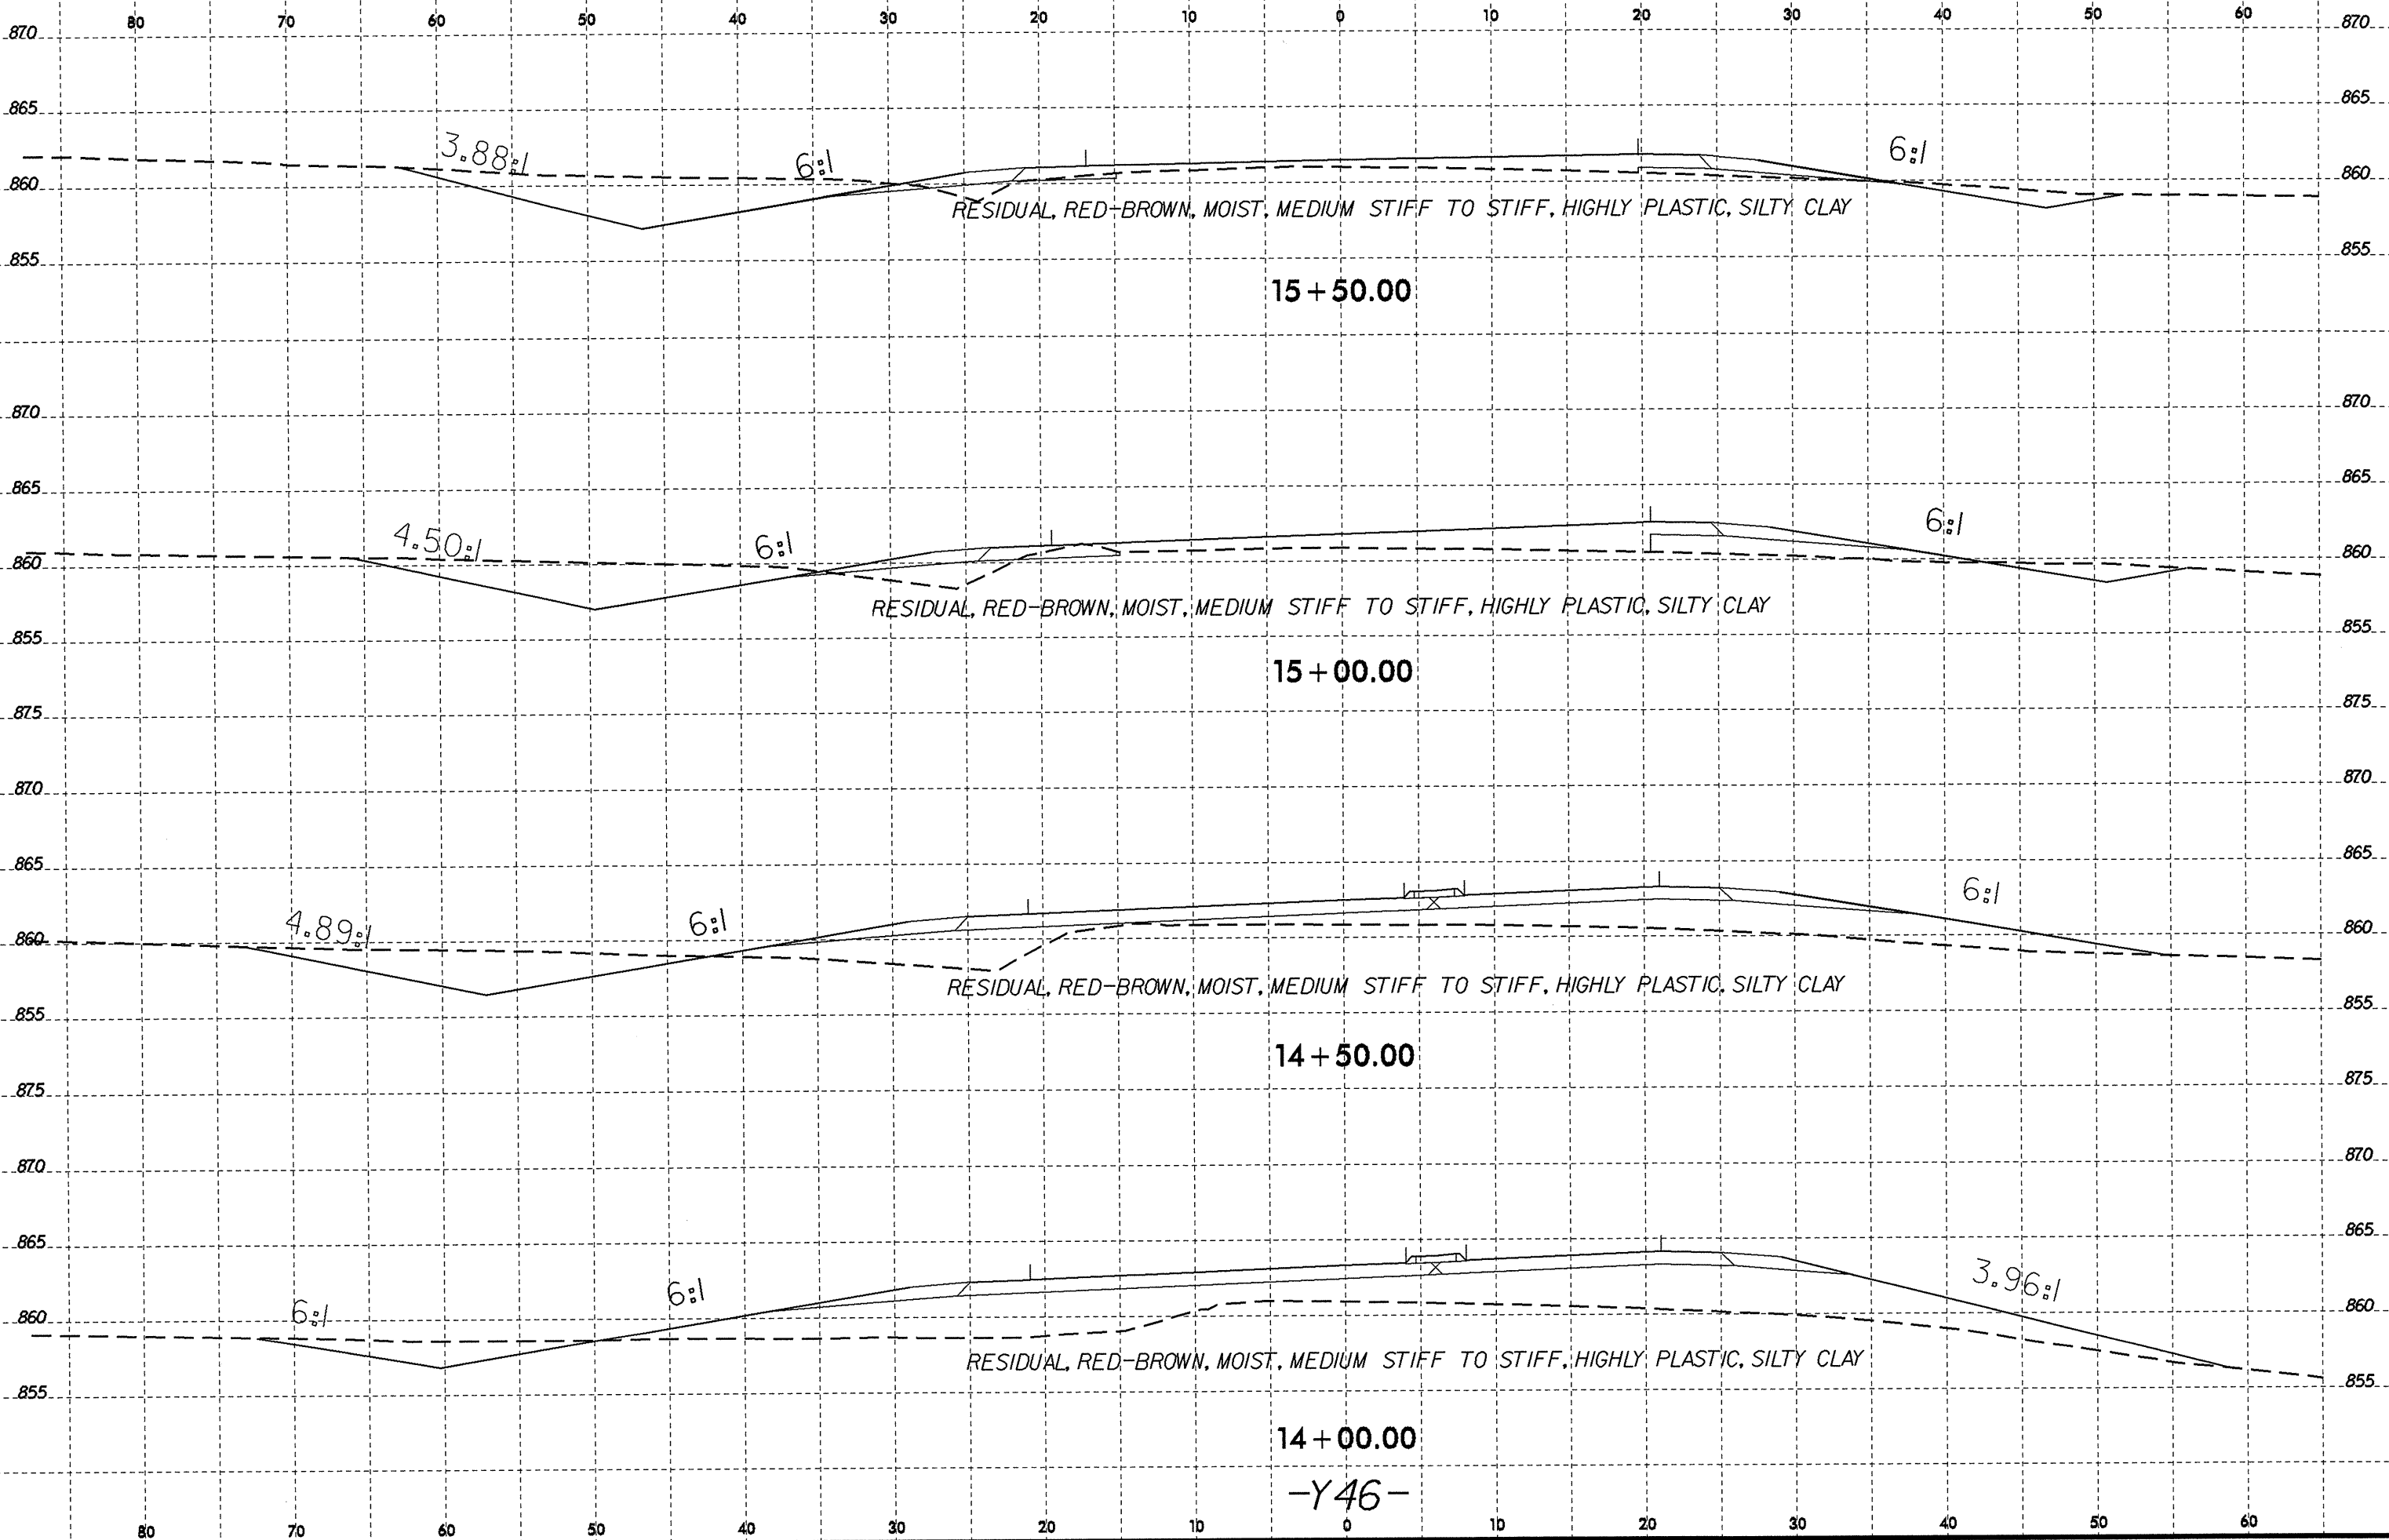 80 70 60 50 40 30 20 10 0 10 20 30 40 50 60
870 870
865 865
3.88:1 6:1 6:1
860 860
RESIDUAL, RED-BROWN, MOIST, MEDIUM STIFF TO STIFF, HIGHLY PLASTIC, SILTY CLAY
855 855
15+50.00
870 870
865 865
4.50:1 6:1 6:1
860 860
RESIDUAL, RED-BROWN, MOIST, MEDIUM STIFF TO STIFF, HIGHLY PLASTIC, SILTY CLAY
855 855
15+00.00
875 875
870 870
865 865
4.89:1 6:1 6:1
860 860
RESIDUAL, RED-BROWN, MOIST, MEDIUM STIFF TO STIFF, HIGHLY PLASTIC, SILTY CLAY
855 855
14+50.00
875 875
870 870
865 865
6:1 6:1 3.96:1
860 860
RESIDUAL, RED-BROWN, MOIST, MEDIUM STIFF TO STIFF, HIGHLY PLASTIC, SILTY CLAY
855 855
14+00.00
-Y46-
80 70 60 50 40 30 20 10 0 10 20 30 40 50 60